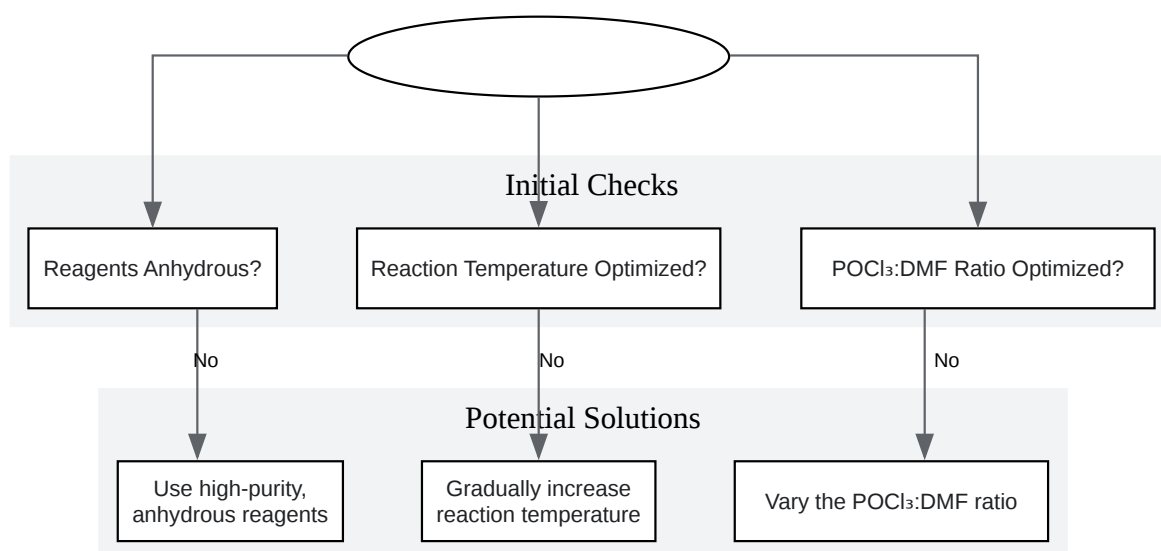 Initial Checks
Reagents Anhydrous?
Reaction Temperature Optimized?
POCl₃:DMF Ratio Optimized?
No
No
No
Potential Solutions
Use high-purity,
anhydrous reagents
Gradually increase
reaction temperature
Vary the POCl₃:DMF ratio